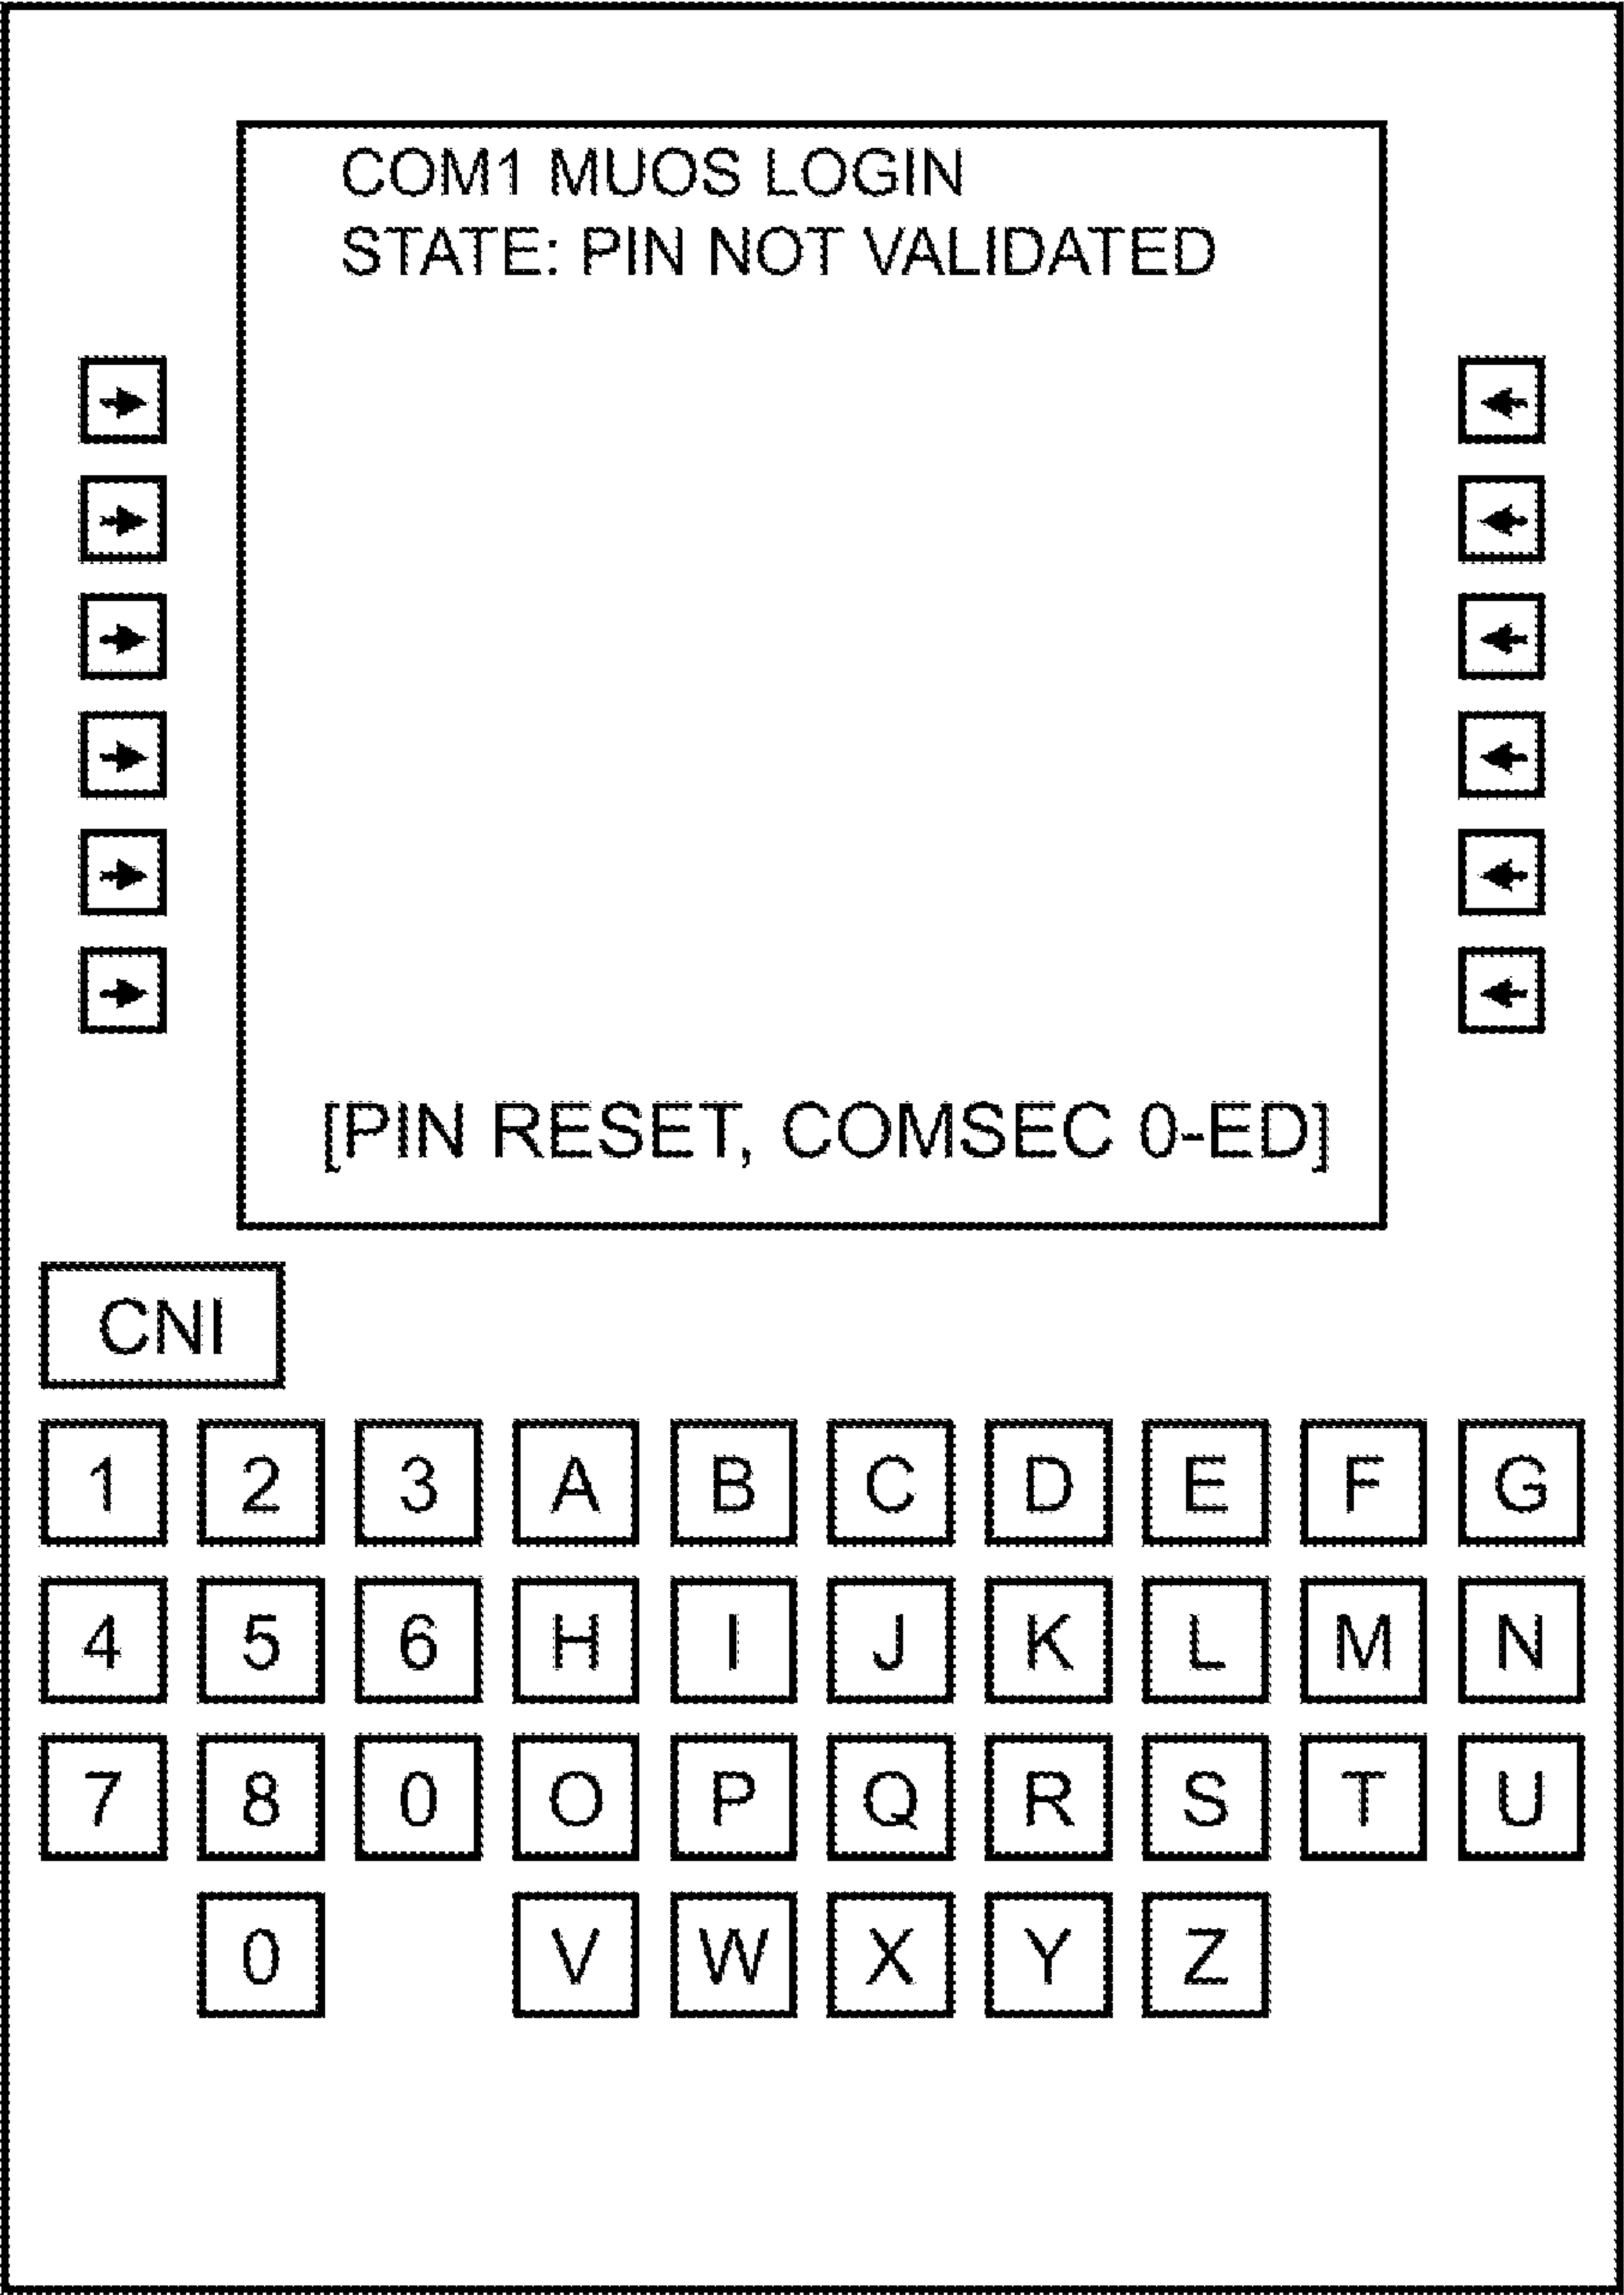 COM1 MUOS LOGIN
STATE: PIN NOT VALIDATED
[PIN RESET, COMSEC 0-ED]
CNI
1 2 3 A B C D E F G
4 5 6 H I J K L M N
7 8 0 O P Q R S T U
0 V W X Y Z